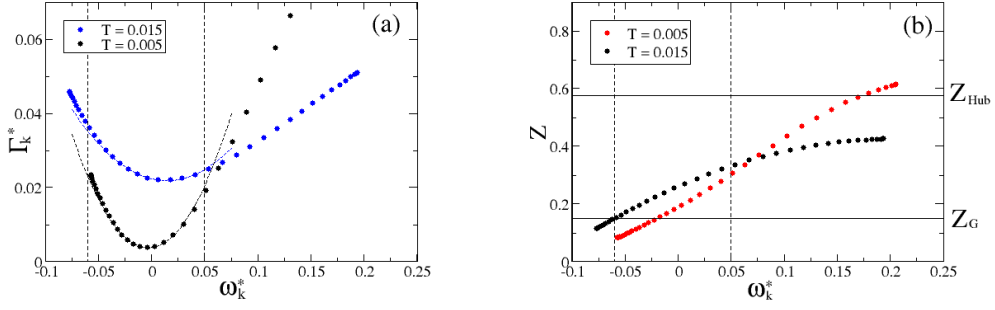 (a)
T = 0.015
T = 0.005
Γk*
0.06
0.04
0.02
0
-0.1 -0.05 0 0.05 0.1 0.15 0.2 0.25
ωk*
(b)
T = 0.005
T = 0.015
Z
0.8
0.6
0.4
0.2
0
-0.1 -0.05 0 0.05 0.1 0.15 0.2 0.25
ωk*
ZHub
ZG